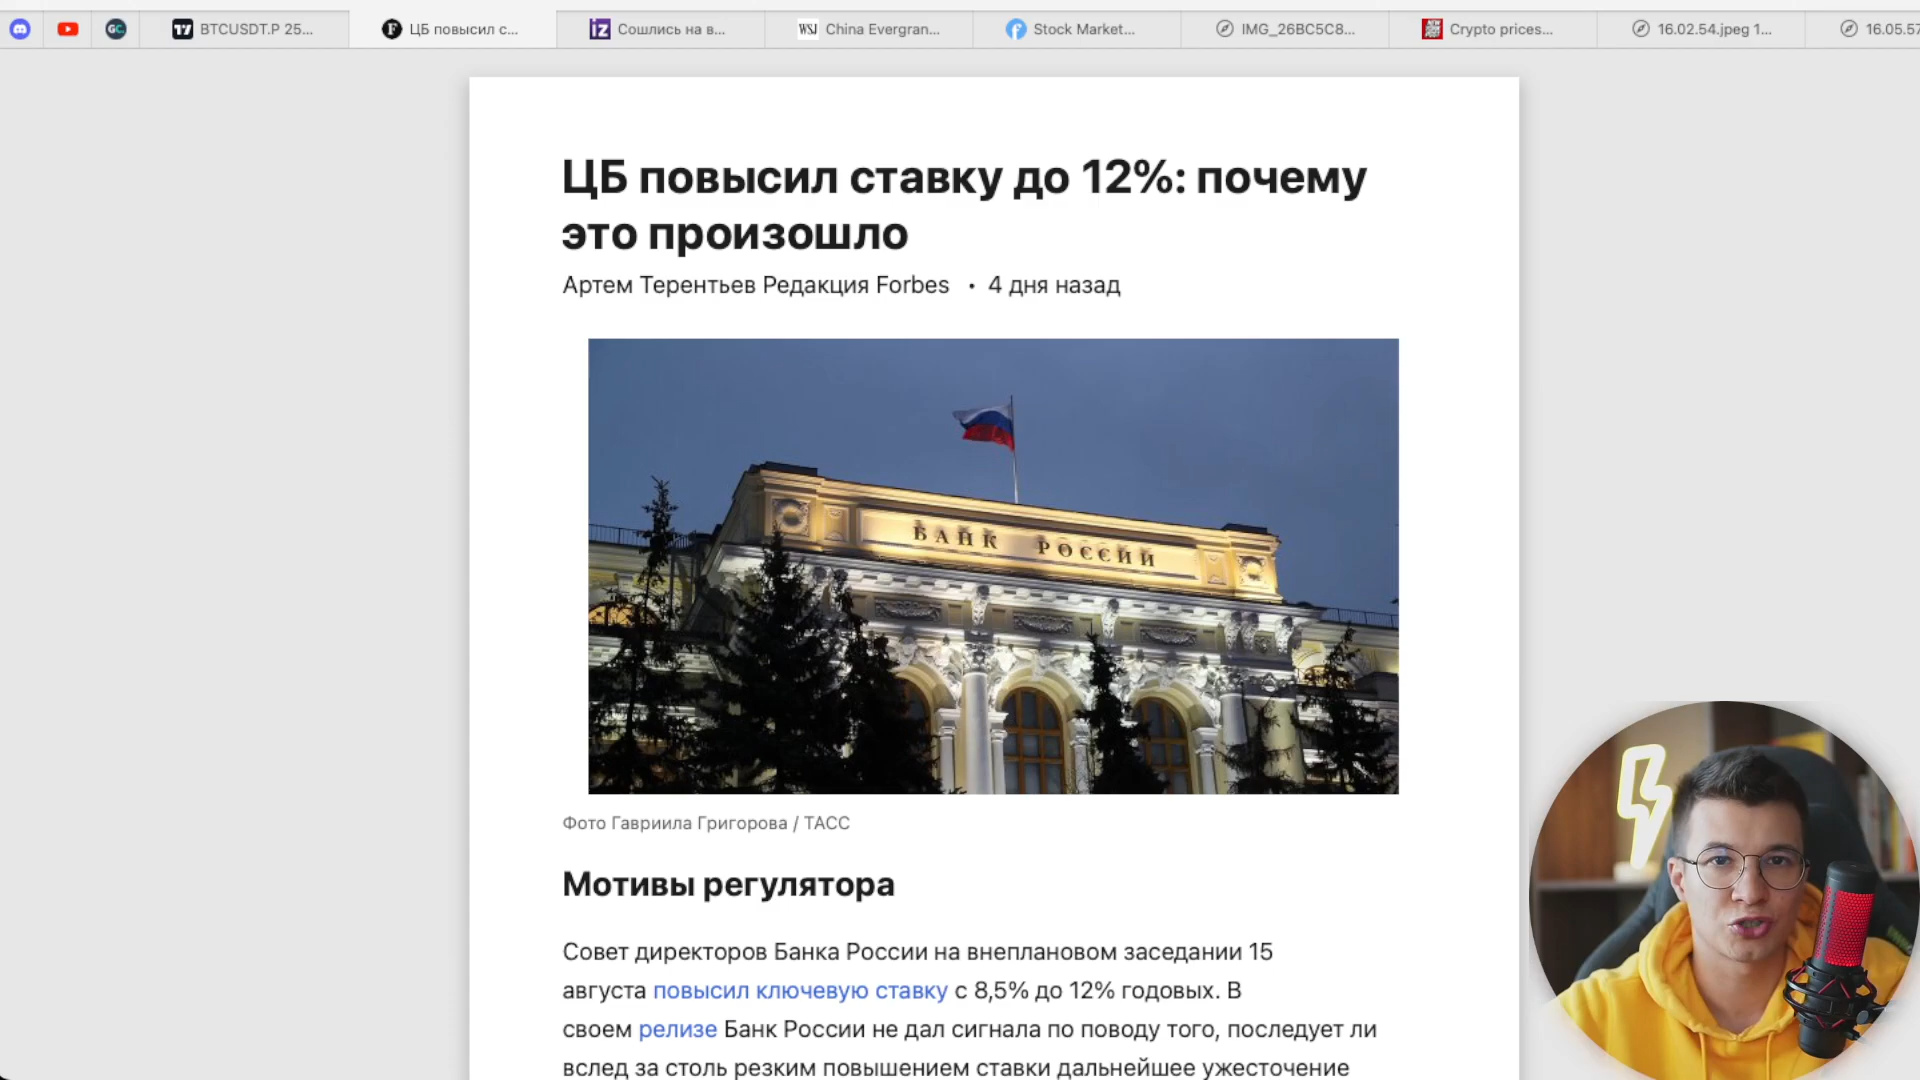 BTCUSDT.P 25...
ЦБ повысил с...
Сошлись на в...
WSJ China Evergran...
Stock Market...
IMG_26BC5C8...
Crypto prices...
16.02.54.jpeg 1...
16.05.57
ЦБ повысил ставку до 12%: почему
это произошло
Артем Терентьев Редакция Forbes • 4 дня назад
БАНК РОССИИ
Фото Гавриила Григорова / ТАСС
Мотивы регулятора
Совет директоров Банка России на внеплановом заседании 15
августа повысил ключевую ставку с 8,5% до 12% годовых. В
своем релизе Банк России не дал сигнала по поводу того, последует ли
вслед за столь резким повышением ставки дальнейшее ужесточение